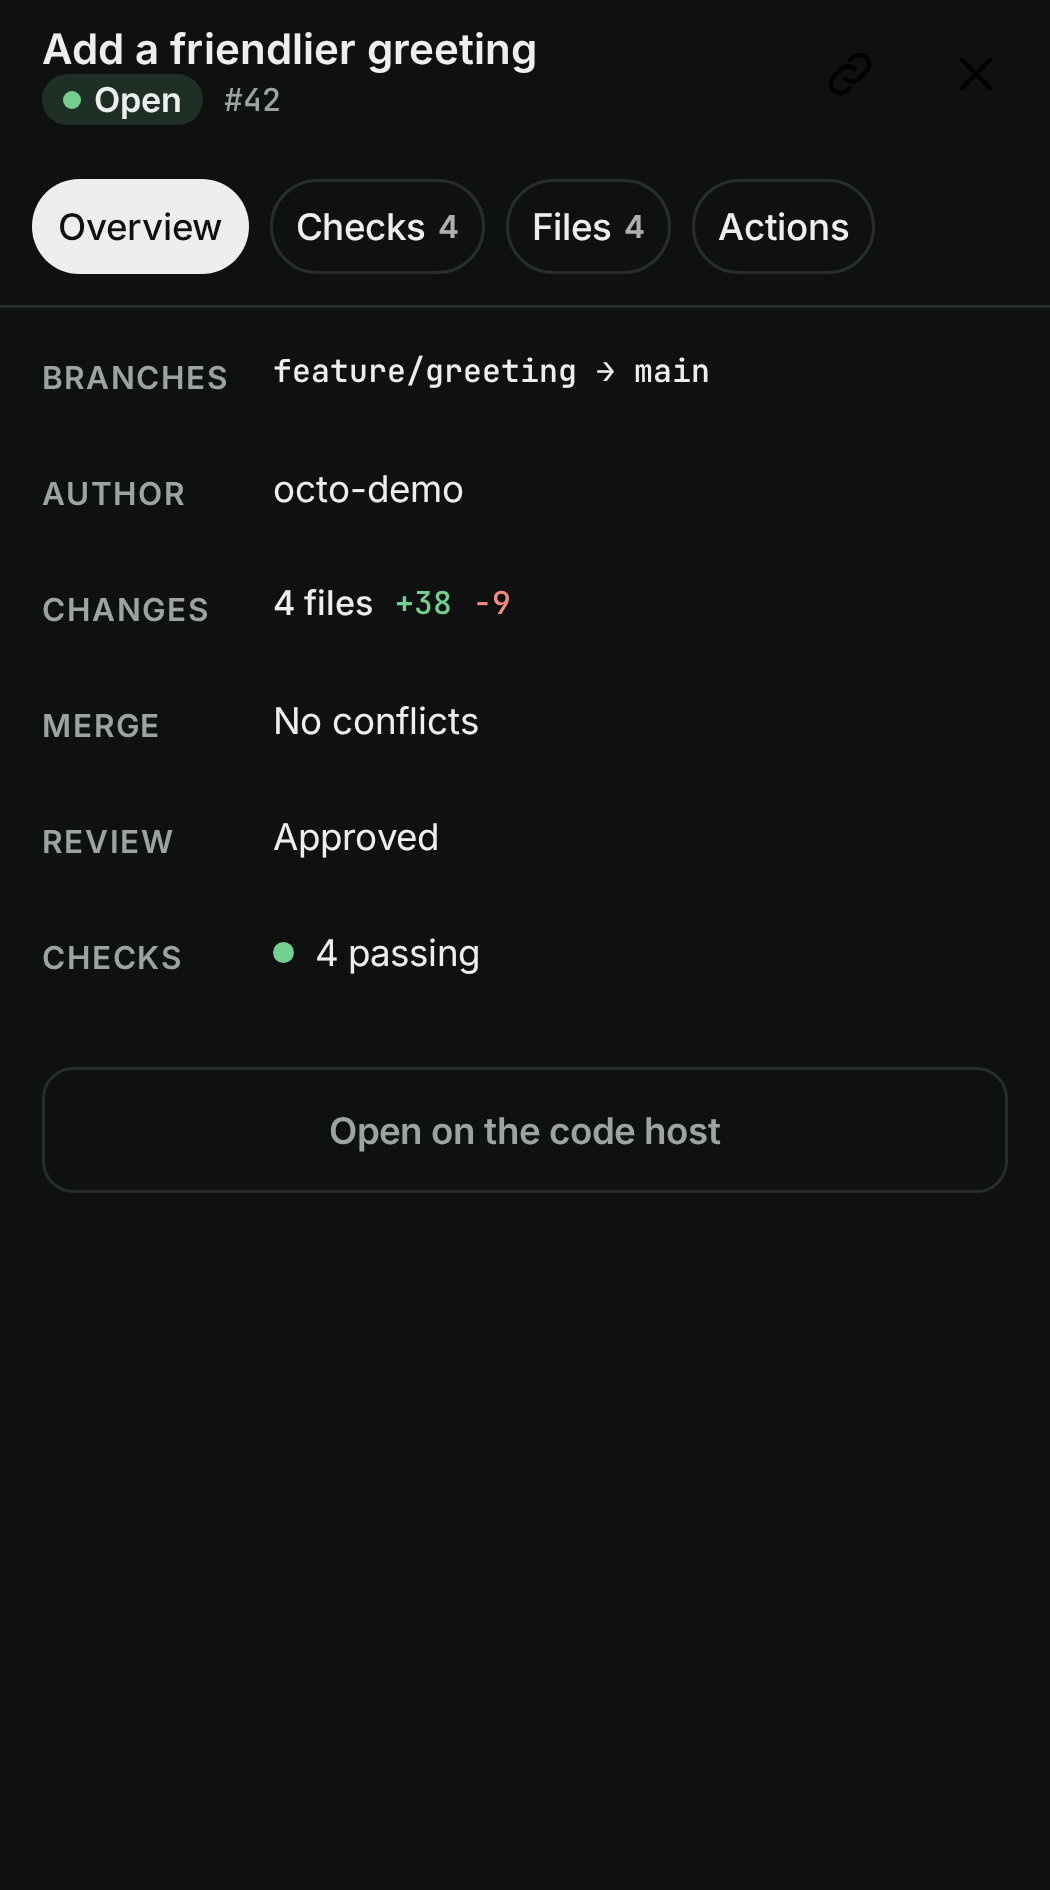 Add a friendlier greeting
Open #42
Overview Checks 4 Files 4 Actions
BRANCHES feature/greeting → main
AUTHOR octo-demo
CHANGES 4 files +38 -9
MERGE No conflicts
REVIEW Approved
CHECKS 4 passing
Open on the code host